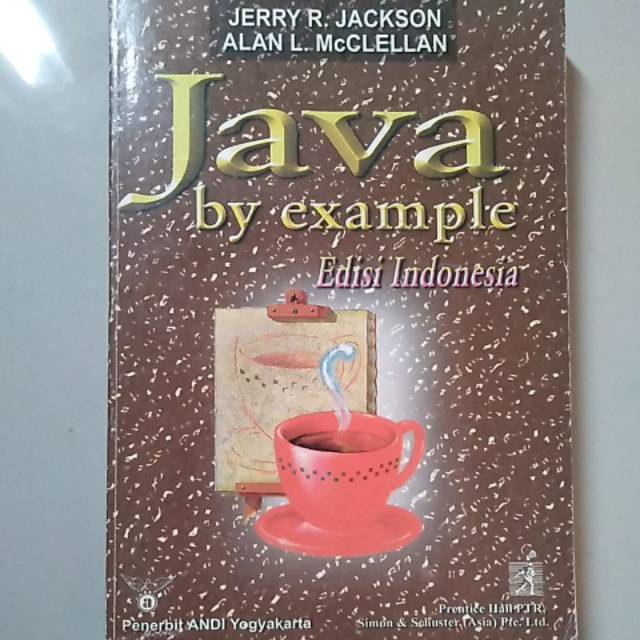 JERRY R. JACKSON
ALAN L. McCLELLAN
Java
by example
Edisi Indonesia
Penerbit ANDI Yogyakarta
Prentice Hall PTR.
Simon & Schuster (Asia) Pte. Ltd.